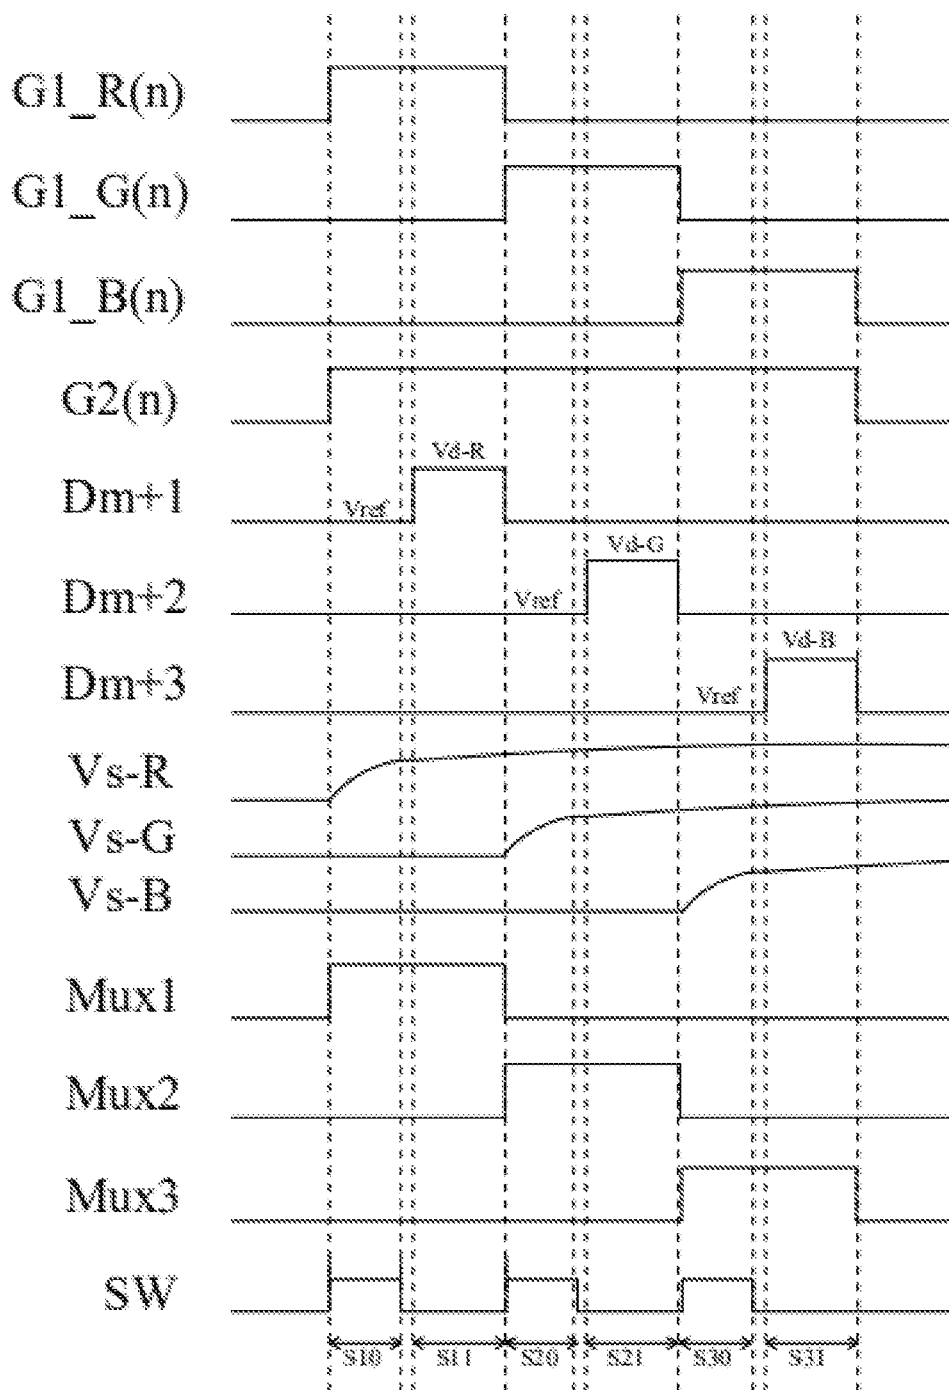 G1_R(n)
G1_G(n)
G1_B(n)
G2(n)
Vd-R
Dm+1
Vref
Vd-G
Dm+2
Vref
Vd-B
Dm+3
Vref
Vs-R
Vs-G
Vs-B
Mux1
Mux2
Mux3
SW
S10 S11 S20 S21 S30 S31